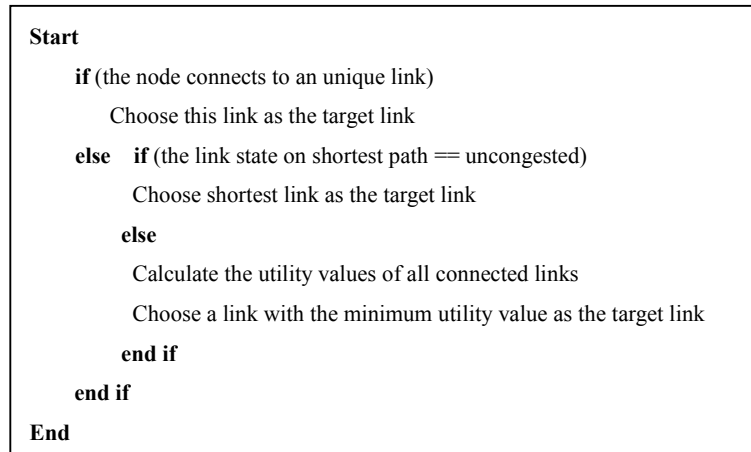 Start
if (the node connects to an unique link)
Choose this link as the target link
else if (the link state on shortest path == uncongested)
Choose shortest link as the target link
else
Calculate the utility values of all connected links
Choose a link with the minimum utility value as the target link
end if
end if
End